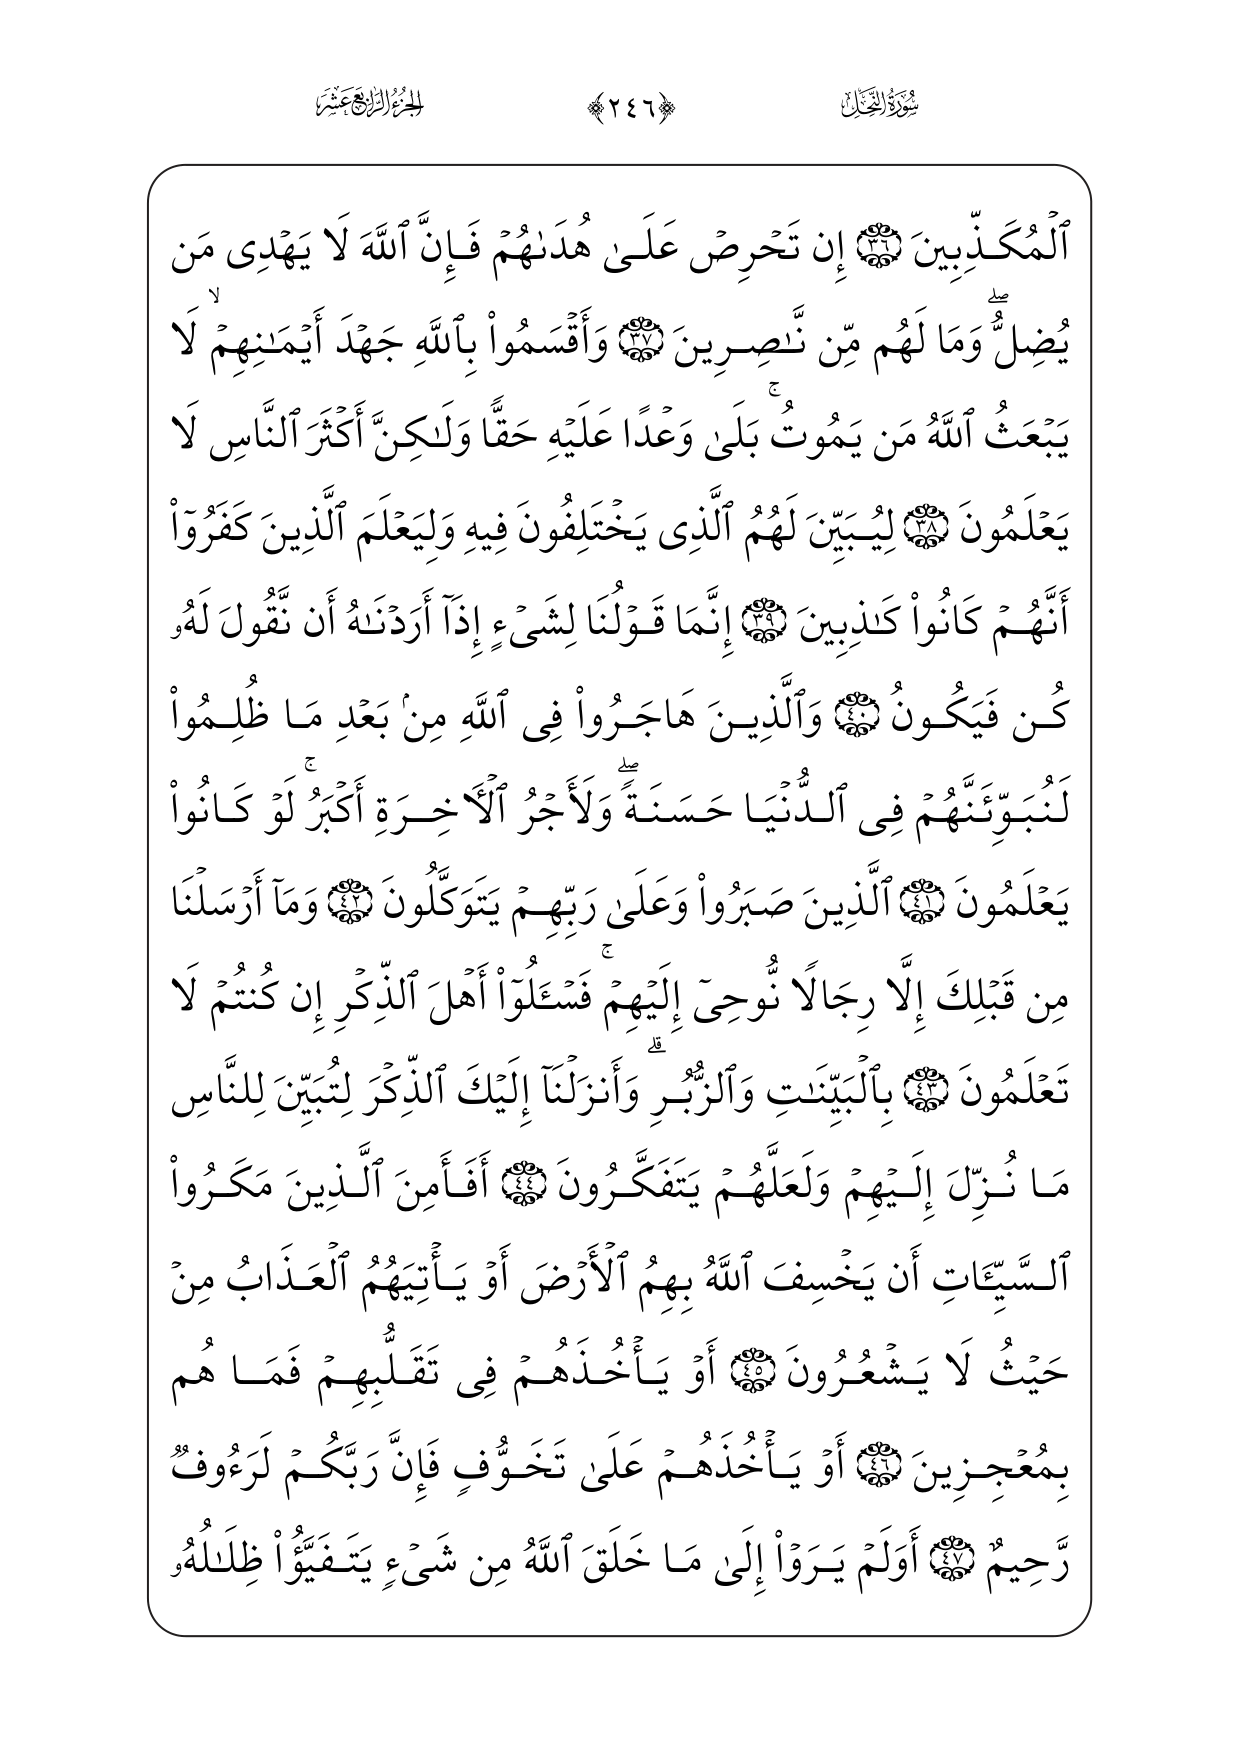 سُورَةُ النَّحۡلِ ﴿٢٤٦﴾ الجُزۡءُ الرَّابِعَ عَشَرَ
ٱلۡمُكَذِّبِينَ ٣٦ إِن تَحۡرِصۡ عَلَىٰ هُدَىٰهُمۡ فَإِنَّ ٱللَّهَ لَا يَهۡدِى مَن
يُضِلُّۖ وَمَا لَهُم مِّن نَّٰصِرِينَ ٣٧ وَأَقۡسَمُواْ بِٱللَّهِ جَهۡدَ أَيۡمَٰنِهِمۡۙ لَا
يَبۡعَثُ ٱللَّهُ مَن يَمُوتُۚ بَلَىٰ وَعۡدًا عَلَيۡهِ حَقًّا وَلَٰكِنَّ أَكۡثَرَ ٱلنَّاسِ لَا
يَعۡلَمُونَ ٣٨ لِيُبَيِّنَ لَهُمُ ٱلَّذِى يَخۡتَلِفُونَ فِيهِ وَلِيَعۡلَمَ ٱلَّذِينَ كَفَرُوٓاْ
أَنَّهُمۡ كَانُواْ كَٰذِبِينَ ٣٩ إِنَّمَا قَوۡلُنَا لِشَىۡءٍ إِذَآ أَرَدۡنَٰهُ أَن نَّقُولَ لَهُۥ
كُن فَيَكُونُ ٤٠ وَٱلَّذِينَ هَاجَرُواْ فِى ٱللَّهِ مِنۢ بَعۡدِ مَا ظُلِمُواْ
لَنُبَوِّئَنَّهُمۡ فِى ٱلدُّنۡيَا حَسَنَةًۖ وَلَأَجۡرُ ٱلۡأٓخِرَةِ أَكۡبَرُۚ لَوۡ كَانُواْ
يَعۡلَمُونَ ٤١ ٱلَّذِينَ صَبَرُواْ وَعَلَىٰ رَبِّهِمۡ يَتَوَكَّلُونَ ٤٢ وَمَآ أَرۡسَلۡنَا
مِن قَبۡلِكَ إِلَّا رِجَالًا نُّوحِىٓ إِلَيۡهِمۡۚ فَسۡـَٔلُوٓاْ أَهۡلَ ٱلذِّكۡرِ إِن كُنتُمۡ لَا
تَعۡلَمُونَ ٤٣ بِٱلۡبَيِّنَٰتِ وَٱلزُّبُرِۗ وَأَنزَلۡنَآ إِلَيۡكَ ٱلذِّكۡرَ لِتُبَيِّنَ لِلنَّاسِ
مَا نُزِّلَ إِلَيۡهِمۡ وَلَعَلَّهُمۡ يَتَفَكَّرُونَ ٤٤ أَفَأَمِنَ ٱلَّذِينَ مَكَرُواْ
ٱلسَّيِّـَٔاتِ أَن يَخۡسِفَ ٱللَّهُ بِهِمُ ٱلۡأَرۡضَ أَوۡ يَأۡتِيَهُمُ ٱلۡعَذَابُ مِنۡ
حَيۡثُ لَا يَشۡعُرُونَ ٤٥ أَوۡ يَأۡخُذَهُمۡ فِى تَقَلُّبِهِمۡ فَمَا هُم
بِمُعۡجِزِينَ ٤٦ أَوۡ يَأۡخُذَهُمۡ عَلَىٰ تَخَوُّفٍ فَإِنَّ رَبَّكُمۡ لَرَءُوفٌ
رَّحِيمٌ ٤٧ أَوَلَمۡ يَرَوۡاْ إِلَىٰ مَا خَلَقَ ٱللَّهُ مِن شَىۡءٍ يَتَفَيَّؤُاْ ظِلَٰلُهُۥ